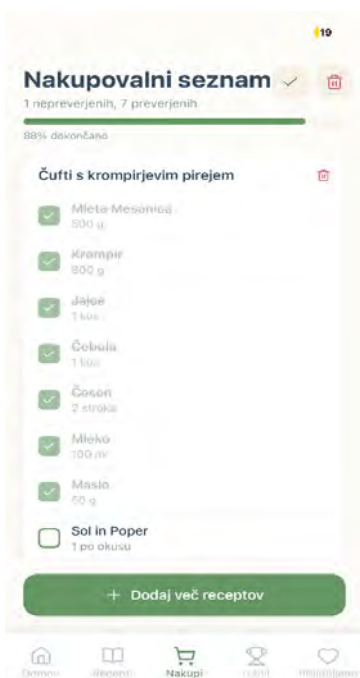 19
Nakupovalni seznam
1 nepreverjenih, 7 preverjenih
88% dokončano
Čufti s krompirjevim pirejem
Mleta Mesanica
500 g
Krompir
800 g
Jajce
1 kos
Čebula
1 kos
Česen
2 stroka
Mleko
100 ml
Maslo
50 g
Sol in Poper
1 po okusu
+ Dodaj več receptov
Domov
Recepti
Nakupi
Priljubljeno